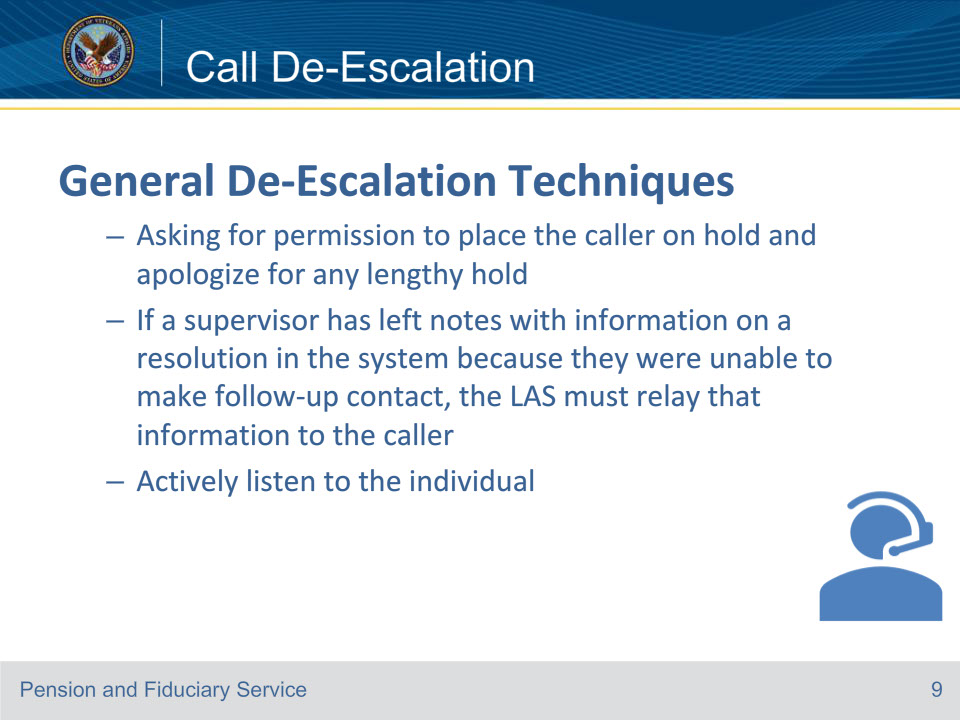 Call De-Escalation
General De-Escalation Techniques
– Asking for permission to place the caller on hold and
apologize for any lengthy hold
– If a supervisor has left notes with information on a
resolution in the system because they were unable to
make follow-up contact, the LAS must relay that
information to the caller
– Actively listen to the individual
Pension and Fiduciary Service
9